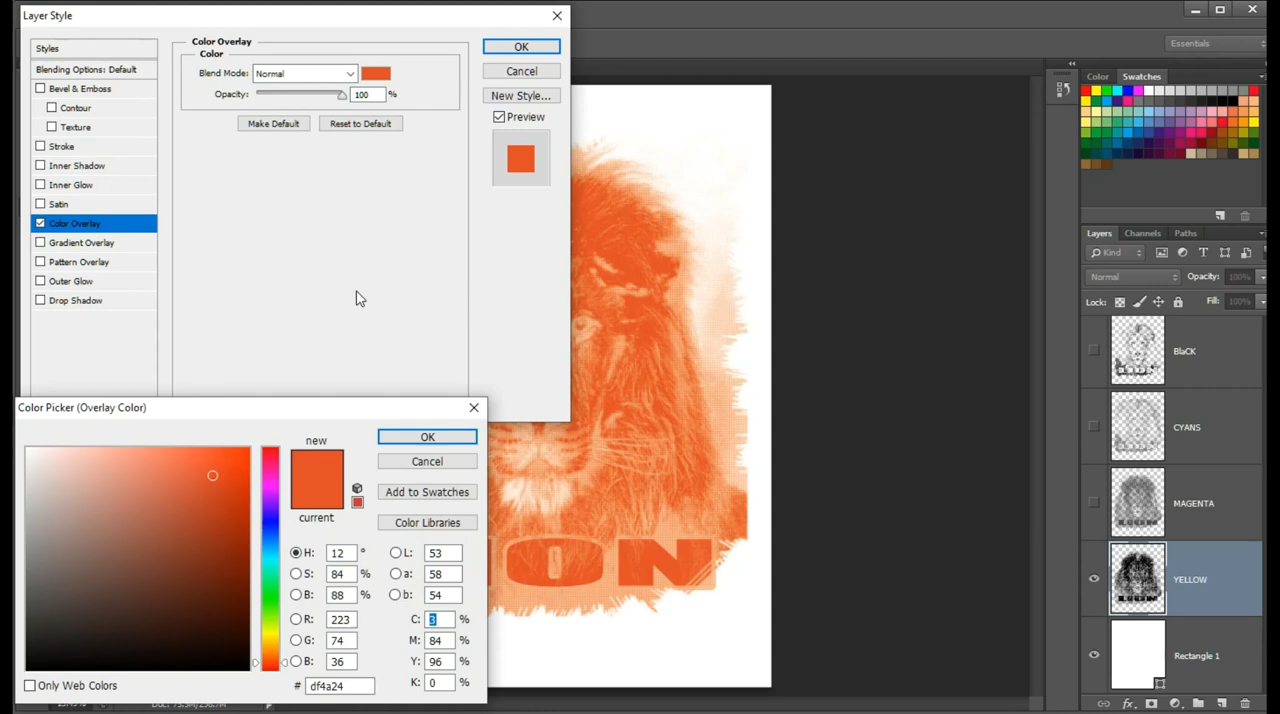 Layer Style
Styles
Blending Options: Default
Bevel & Emboss
Contour
Texture
Stroke
Inner Shadow
Inner Glow
Satin
Color Overlay
Gradient Overlay
Pattern Overlay
Outer Glow
Drop Shadow
Color Overlay
Color
Blend Mode: Normal
Opacity: 100 %
Make Default Reset to Default
OK
Cancel
New Style...
Preview
Color Picker (Overlay Color)
new
current
OK
Cancel
Add to Swatches
Color Libraries
H: 12 ° L: 53
S: 84 % a: 58
B: 88 % b: 54
R: 223 C: 3 %
G: 74 M: 84 %
B: 36 Y: 96 %
Only Web Colors # df4a24 K: 0 %
ION
Essentials
Color Swatches
Layers Channels Paths
Kind
Normal Opacity: 100%
Lock: Fill: 100%
BlaCK
CYANS
MAGENTA
YELLOW
Rectangle 1
fx